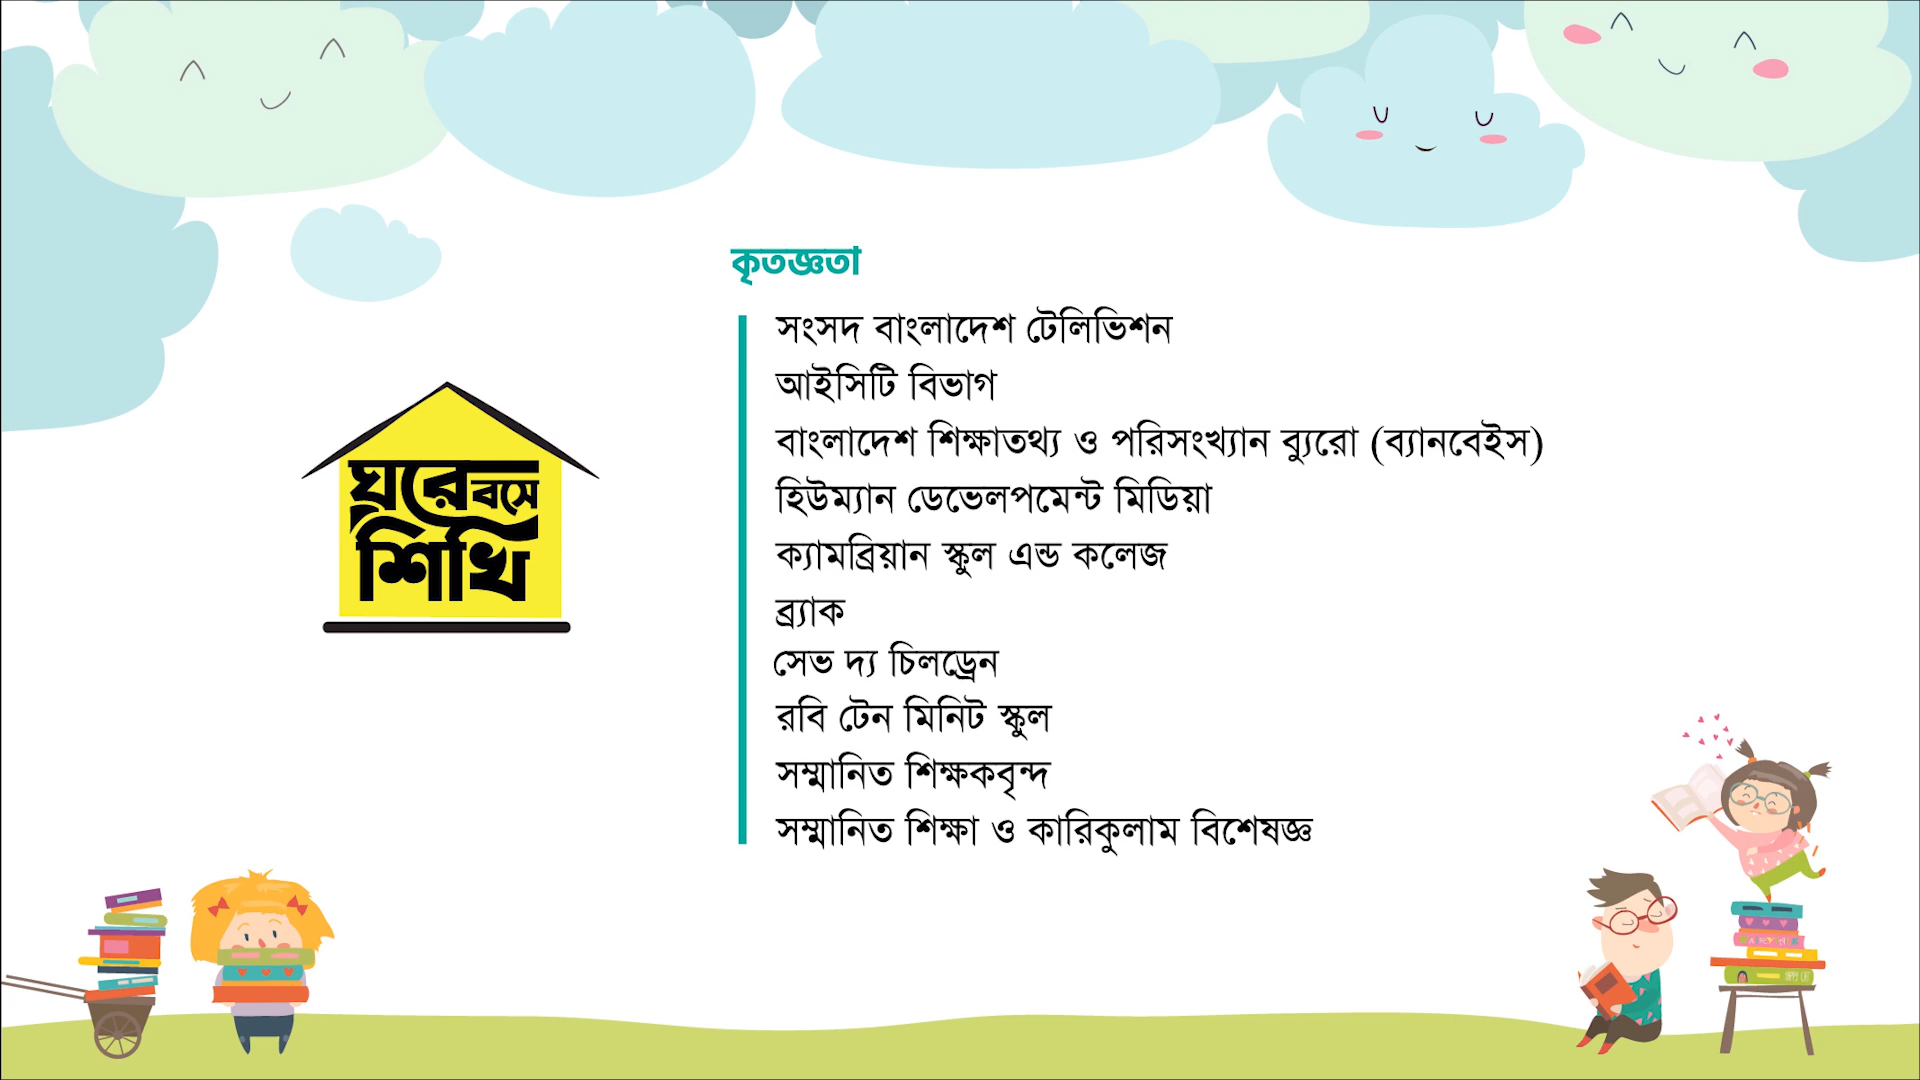 কৃতজ্ঞতা
সংসদ বাংলাদেশ টেলিভিশন
আইসিটি বিভাগ
বাংলাদেশ শিক্ষাতথ্য ও পরিসংখ্যান ব্যুরো (ব্যানবেইস)
হিউম্যান ডেভেলপমেন্ট মিডিয়া
ক্যামব্রিয়ান স্কুল এন্ড কলেজ
ব্র্যাক
সেভ দ্য চিলড্রেন
রবি টেন মিনিট স্কুল
সম্মানিত শিক্ষকবৃন্দ
সম্মানিত শিক্ষা ও কারিকুলাম বিশেষজ্ঞ
ঘরে বসে
শিখি